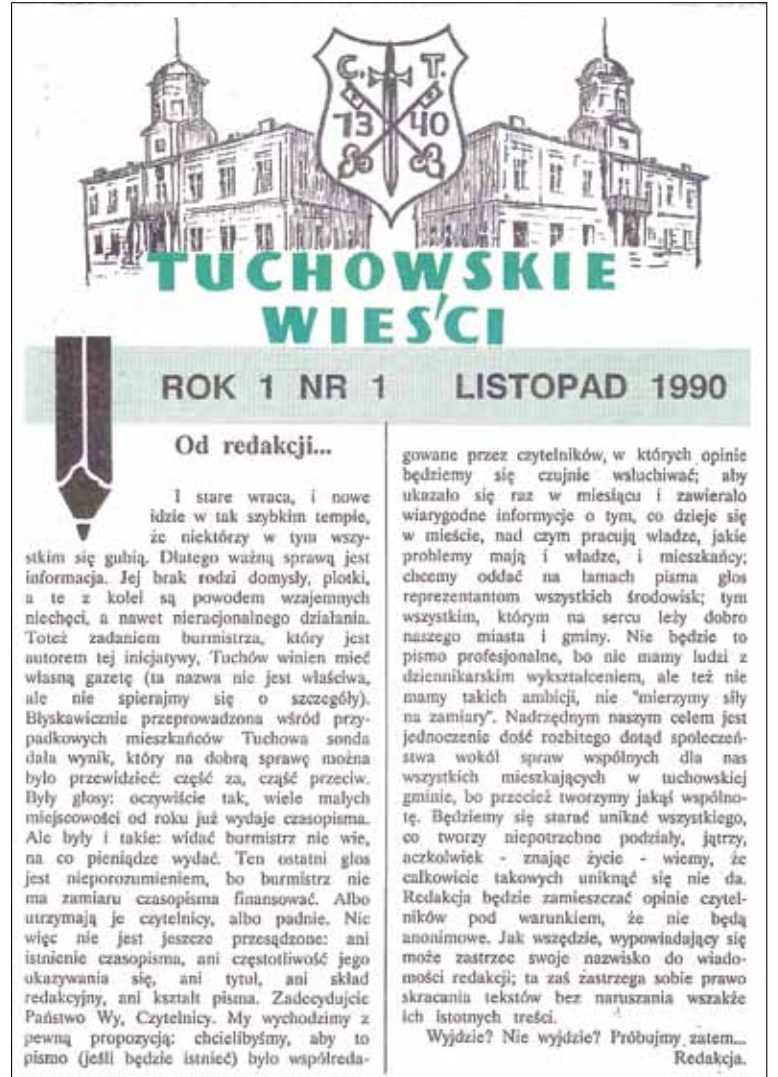 C. T.
13 40
TUCHOWSKIE
WIEŚCI
ROK 1 NR 1 LISTOPAD 1990
Od redakcji...
I stare wraca, i nowe
idzie w tak szybkim tempie,
że niektórzy w tym wszy-
stkim się gubią. Dlatego ważną sprawą jest
informacja. Jej brak rodzi domysły, plotki,
a te z kolei są powodem wzajemnych
niechęci, a nawet nieracjonalnego działania.
Toteż zadaniem burmistrza, który jest
autorem tej inicjatywy, Tuchów winien mieć
własną gazetę (ta nazwa nie jest właściwa,
ale nie spierajmy się o szczegóły).
Błyskawicznie przeprowadzona wśród przy-
padkowych mieszkańców Tuchowa sonda
dała wynik, który na dobrą sprawę można
było przewidzieć: część za, cząść przeciw.
Były głosy: oczywiście tak, wiele małych
miejscowości od roku już wydaje czasopisma.
Ale były i takie: widać burmistrz nie wie,
na co pieniądze wydać. Ten ostatni głos
jest nieporozumieniem, bo burmistrz nie
ma zamiaru czasopisma finansować. Albo
utrzymają je czytelnicy, albo padnie. Nic
więc nie jest jeszcze przesądzone: ani
istnienie czasopisma, ani częstotliwość jego
ukazywania się, ani tytuł, ani skład
redakcyjny, ani kształt pisma. Zadecydujcie
Państwo Wy, Czytelnicy. My wychodzimy z
pewną propozycją: chcielibyśmy, aby to
pismo (jeśli będzie istnieć) było współreda-
gowane przez czytelników, w których opinie
będziemy się czujnie wsłuchiwać; aby
ukazało się raz w miesiącu i zawierało
wiarygodne informycje o tym, co dzieje się
w mieście, nad czym pracują władze, jakie
problemy mają i władze, i mieszkańcy;
chcemy oddać na łamach pisma głos
reprezentantom wszystkich środowisk; tym
wszystkim, którym na sercu leży dobro
naszego miasta i gminy. Nie będzie to
pismo profesjonalne, bo nie mamy ludzi z
dziennikarskim wykształceniem, ale też nie
mamy takich ambicji, nie "mierzymy siły
na zamiary". Nadrzędnym naszym celem jest
jednoczenie dość rozbitego dotąd społeczeń-
stwa wokół spraw wspólnych dla nas
wszystkich mieszkających w tuchowskiej
gminie, bo przecież tworzymy jakąś wspólno-
tę. Będziemy się starać unikać wszystkiego,
co tworzy niepotrzebne podziały, jątrzy,
aczkolwiek - znając życie - wiemy, że
całkowicie takowych uniknąć się nie da.
Redakcja będzie zamieszczać opinie czytel-
ników pod warunkiem, że nie będą
anonimowe. Jak wszędzie, wypowiadający się
może zastrzec swoje nazwisko do wiado-
mości redakcji; ta zaś zastrzega sobie prawo
skracania tekstów bez naruszania wszakże
ich istotnych treści.
Wyjdzie? Nie wyjdzie? Próbujmy zatem...
Redakcja.